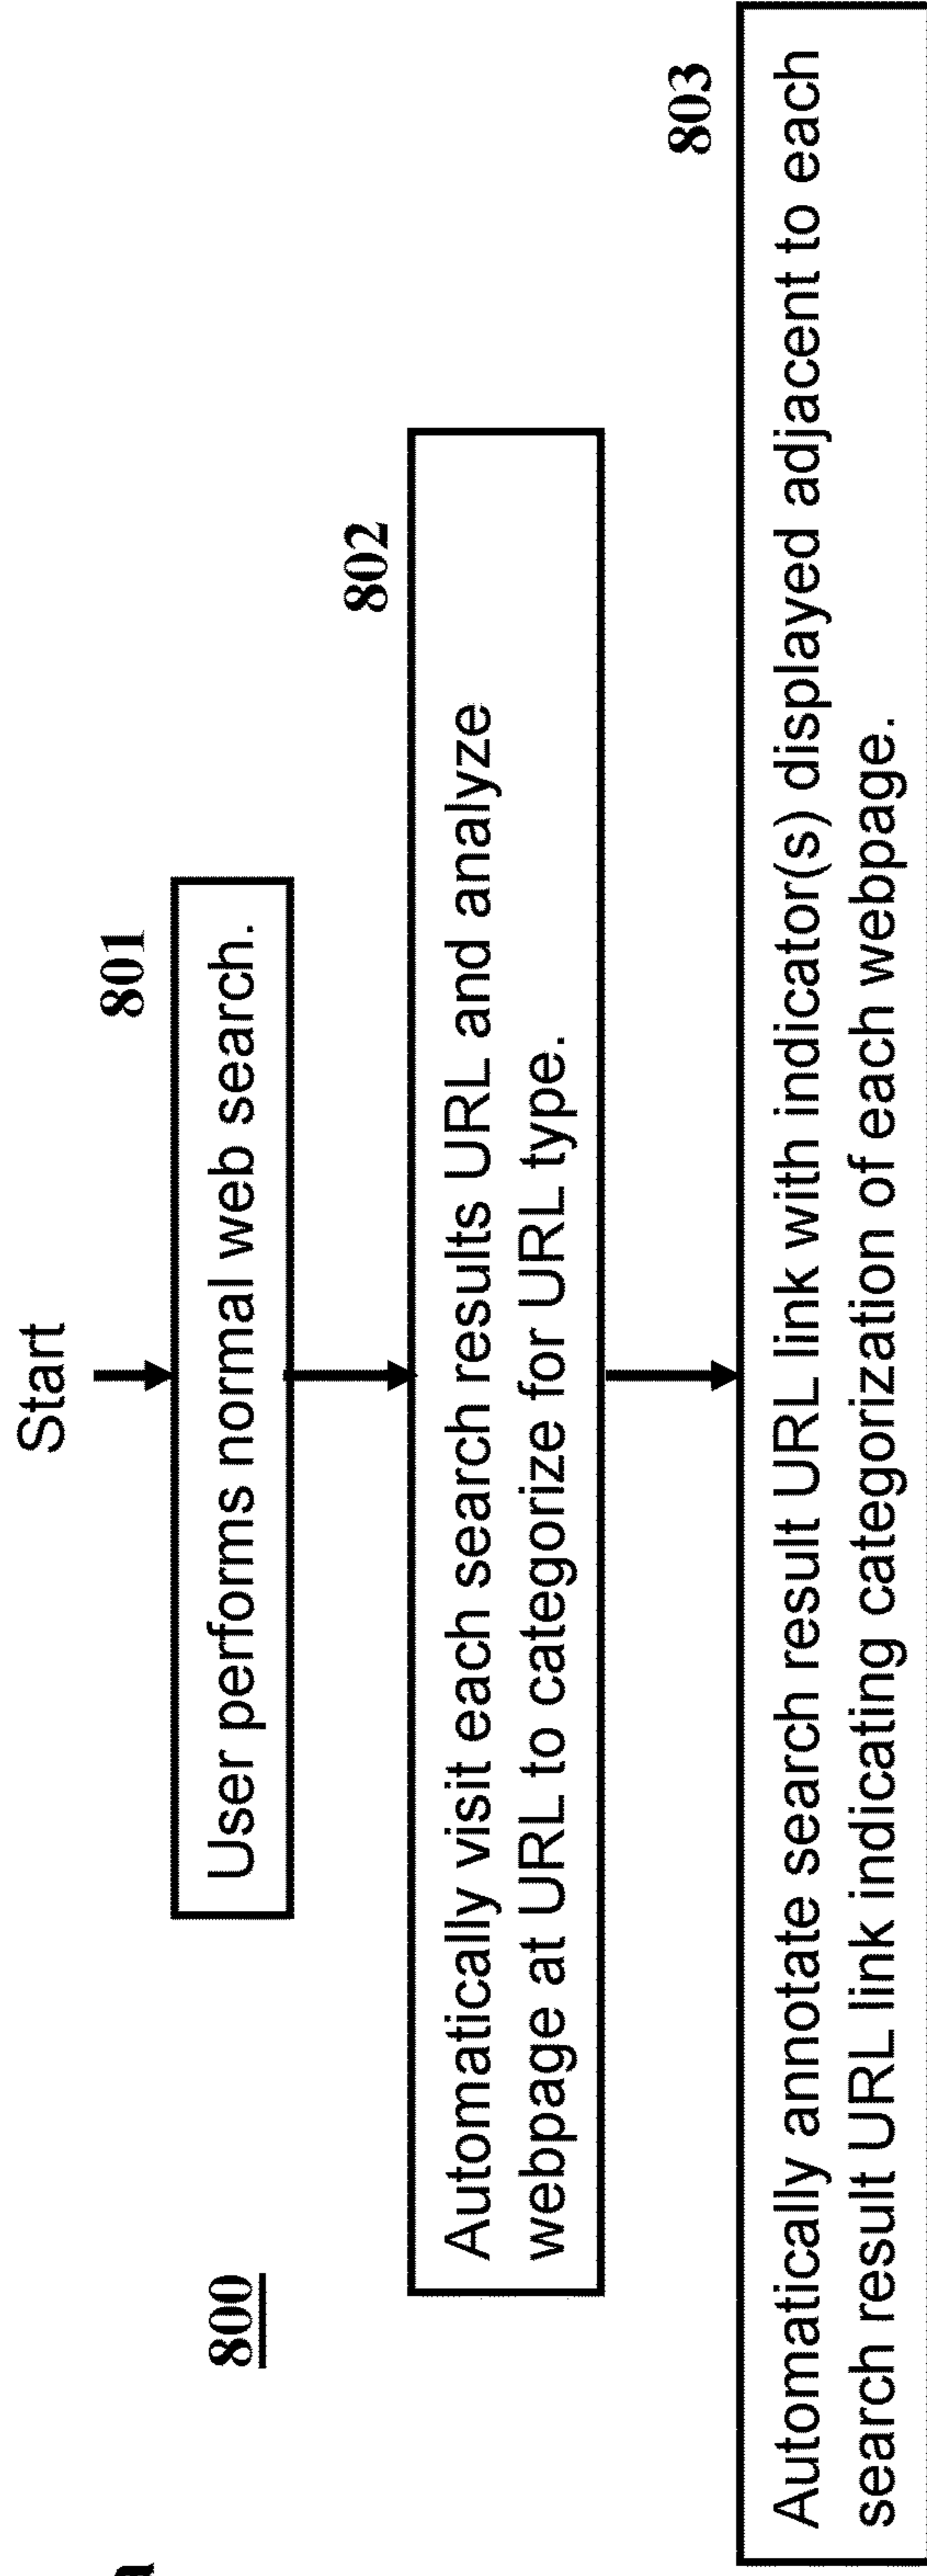 Start
801
User performs normal web search.
800
802
Automatically visit each search results URL and analyze
webpage at URL to categorize for URL type.
803
Automatically annotate search result URL link with indicator(s) displayed adjacent to each
search result URL link indicating categorization of each webpage.